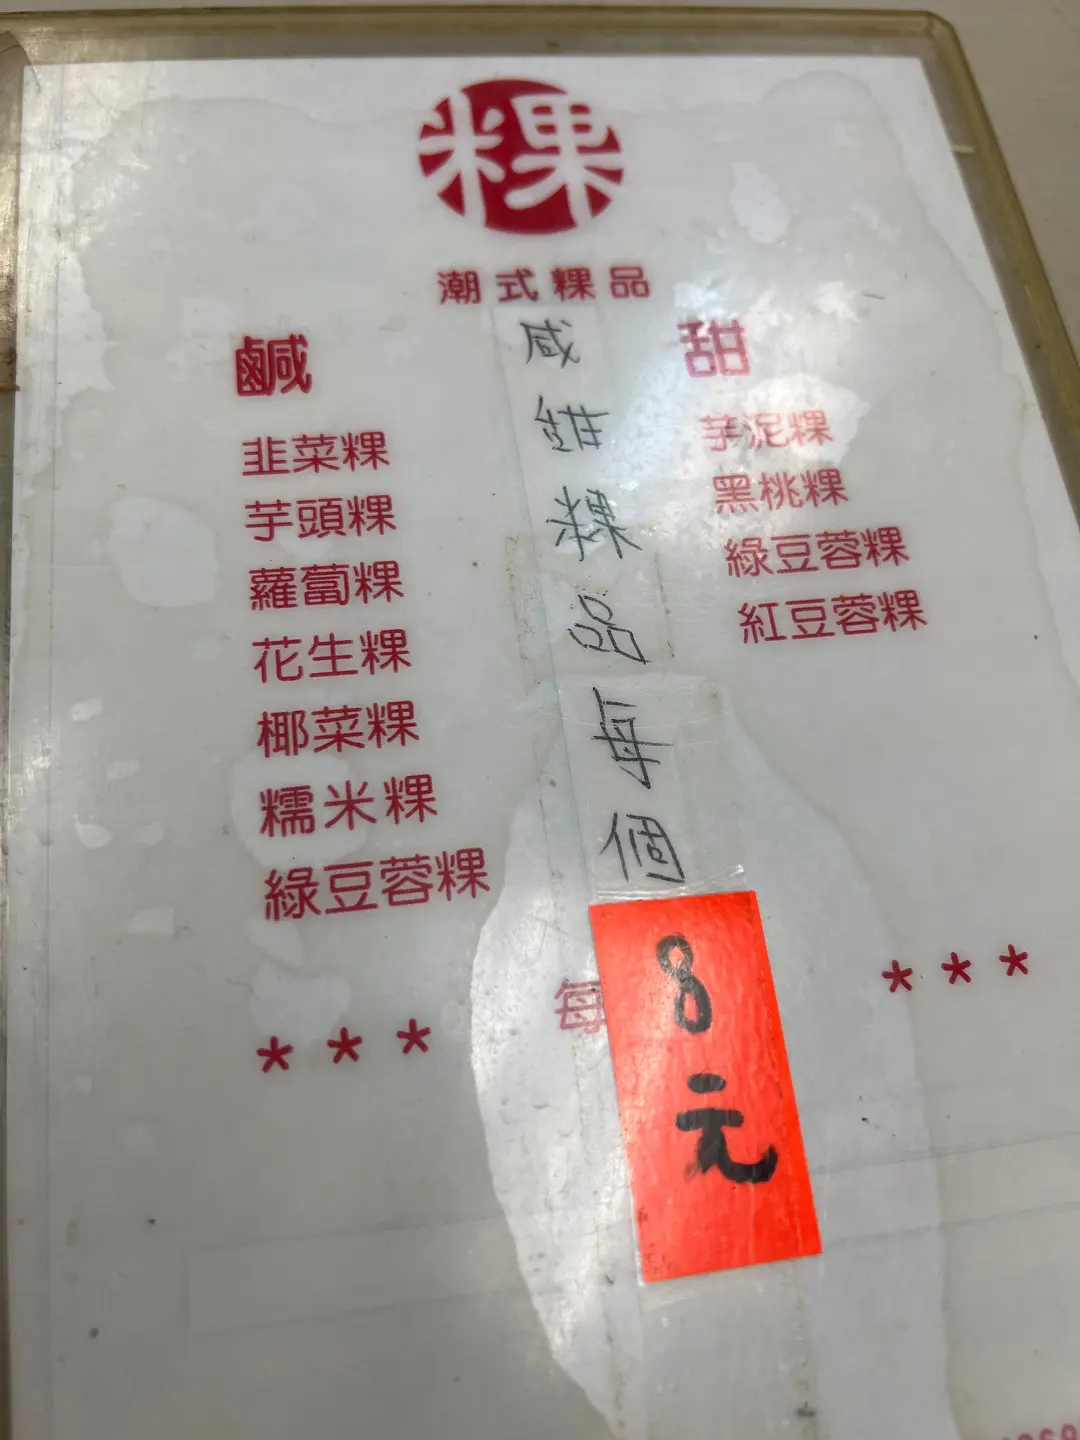 粿
潮式粿品
鹹
韭菜粿
芋頭粿
蘿蔔粿
花生粿
椰菜粿
糯米粿
綠豆蓉粿
咸甜粿品每個
8元
甜
芋泥粿
黑桃粿
綠豆蓉粿
紅豆蓉粿
每
* * *
* * *